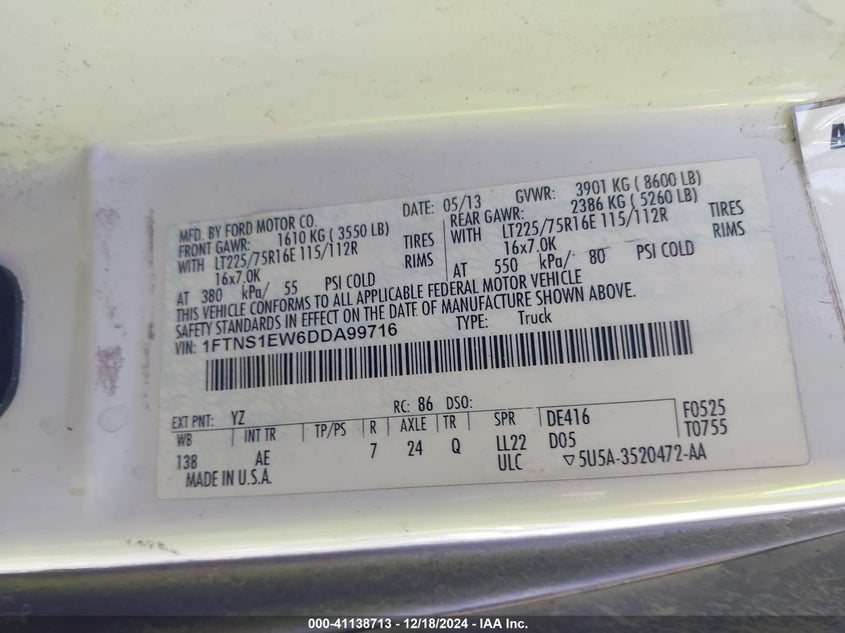 MFD. BY FORD MOTOR CO.
DATE: 05/13
GVWR: 3901 KG ( 8600 LB)
FRONT GAWR: 1610 KG ( 3550 LB)
REAR GAWR: 2386 KG ( 5260 LB)
WITH LT225/75R16E 115/112R TIRES
WITH LT225/75R16E 115/112R TIRES
16x7.0K RIMS
16x7.0K RIMS
AT 380 kPa/ 55 PSI COLD
AT 550 kPa/ 80 PSI COLD
THIS VEHICLE CONFORMS TO ALL APPLICABLE FEDERAL MOTOR VEHICLE
SAFETY STANDARDS IN EFFECT ON THE DATE OF MANUFACTURE SHOWN ABOVE.
VIN: 1FTNS1EW6DDA99716
TYPE: Truck
EXT PNT: YZ RC: 86 DSO:
WB INT TR TP/PS R AXLE TR SPR DE416 F0525
138 AE 7 24 Q LL22 D05 T0755
MADE IN U.S.A. ULC ▽5U5A-3520472-AA
A
000-41138713 - 12/18/2024 - IAA Inc.